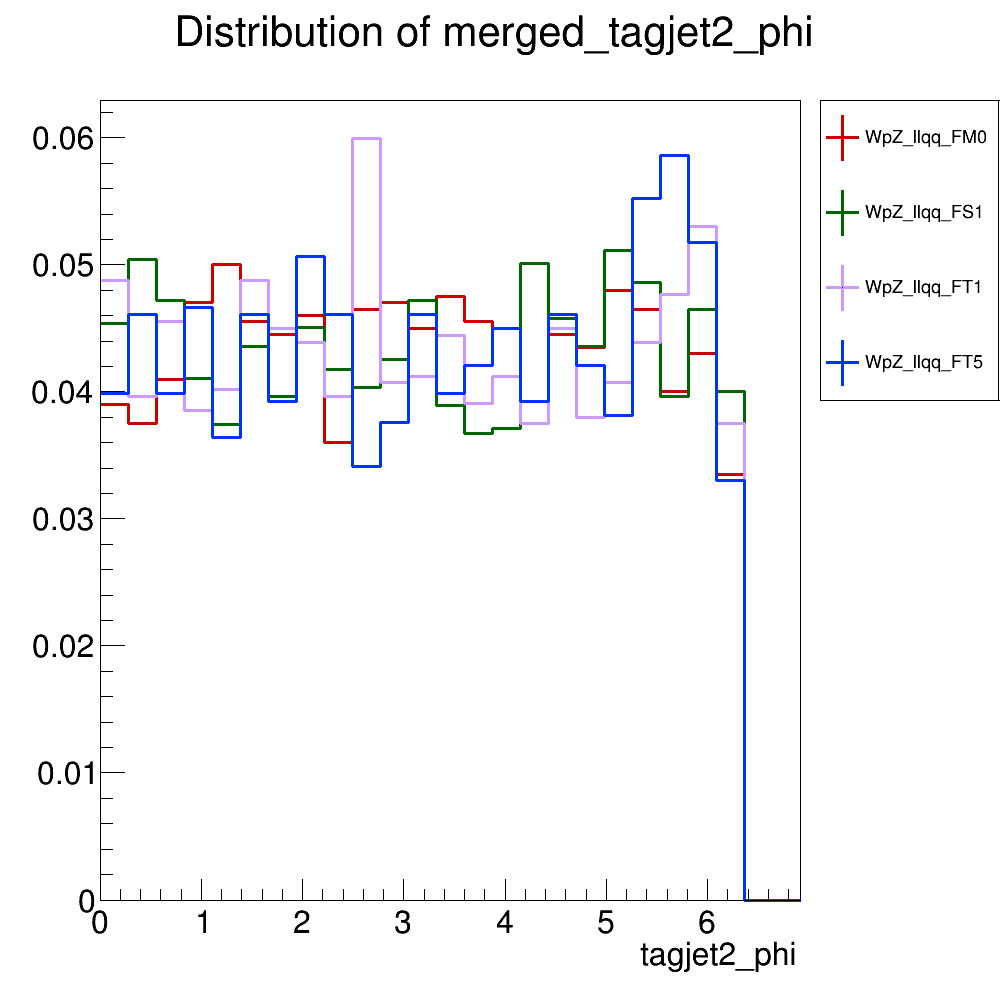 Distribution of merged_tagjet2_phi
0.06
0.05
0.04
0.03
0.02
0.01
0
0 1 2 3 4 5 6
tagjet2_phi
WpZ_llqq_FM0
WpZ_llqq_FS1
WpZ_llqq_FT1
WpZ_llqq_FT5